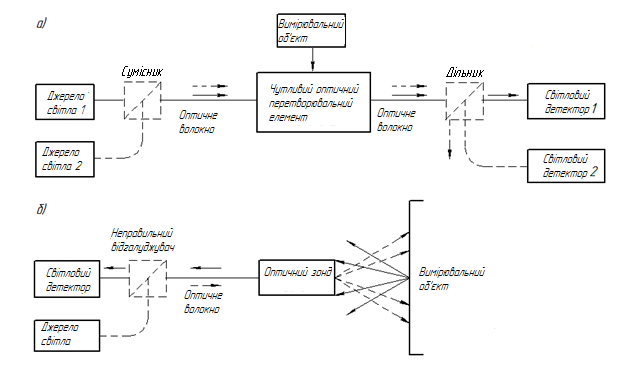 а)
Вимірювальний
об'єкт
Сумісник
Дільник
Джерело
світла 1
Чутливий оптичний
перетворювальний
елемент
Світловий
детектор 1
Оптичне
волокно
Оптичне
волокно
Джерело
світла 2
Світловий
детектор 2
б)
Неправильний
відгалуджувач
Світловий
детектор
Оптичний зонд
Вимірювальний
об'єкт
Оптичне
волокно
Джерело
світла